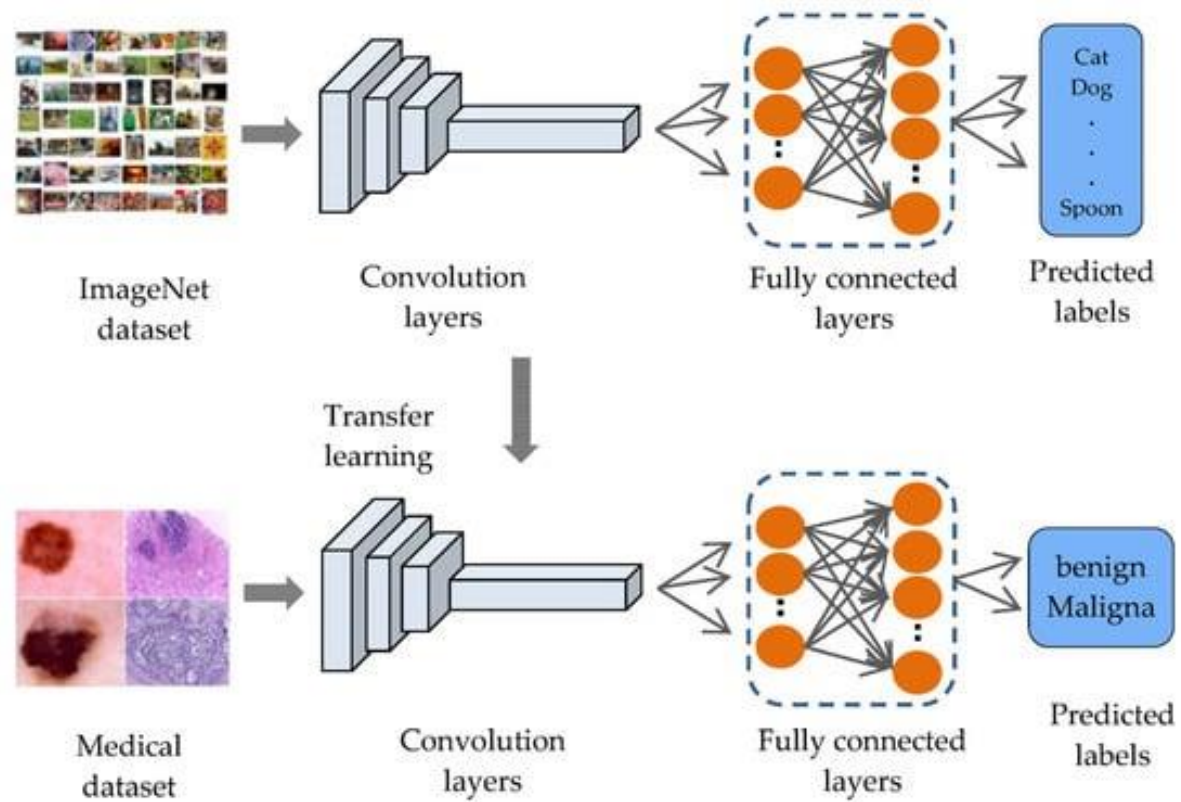 Cat
Dog
.
.
.
Spoon
ImageNet
dataset
Convolution
layers
Fully connected
layers
Predicted
labels
Transfer
learning
benign
Maligna
Medical
dataset
Convolution
layers
Fully connected
layers
Predicted
labels